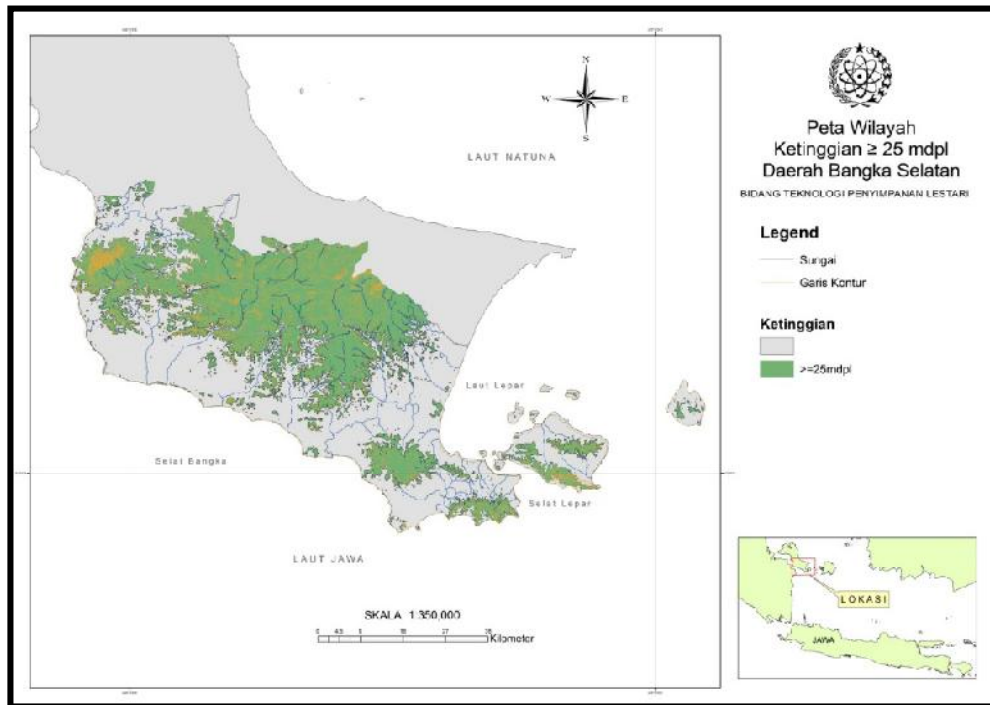 N
W E
S
LAUT NATUNA
Laut Lepar
Selat Bangka
Selat Lepar
LAUT JAWA
SKALA 1:350,000
Kilometer
Peta Wilayah
Ketinggian ≥ 25 mdpl
Daerah Bangka Selatan
BIDANG TEKNOLOGI PENYIMPANAN LESTARI
Legend
Sungai
Garis Kontur
Ketinggian
>=25mdpl
LOKASI
JAWA